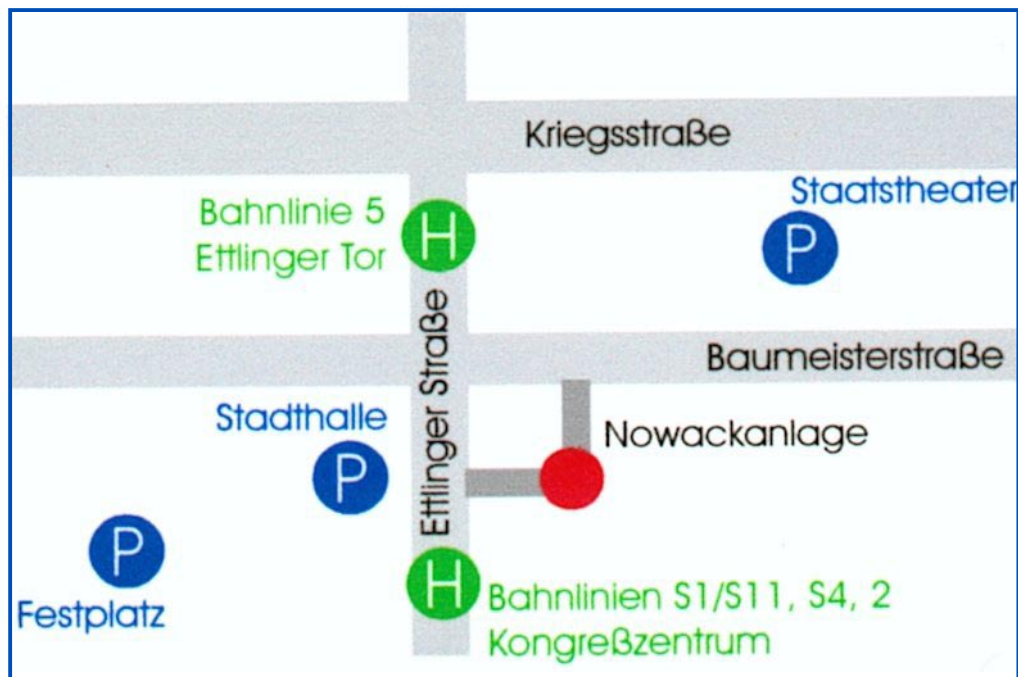 Kriegsstraße
Staatstheater
P
Bahnlinie 5
Ettlinger Tor
H
Baumeisterstraße
Ettlinger Straße
Stadthalle
P
Nowackanlage
P
Festplatz
H
Bahnlinien S1/S11, S4, 2
Kongreßzentrum